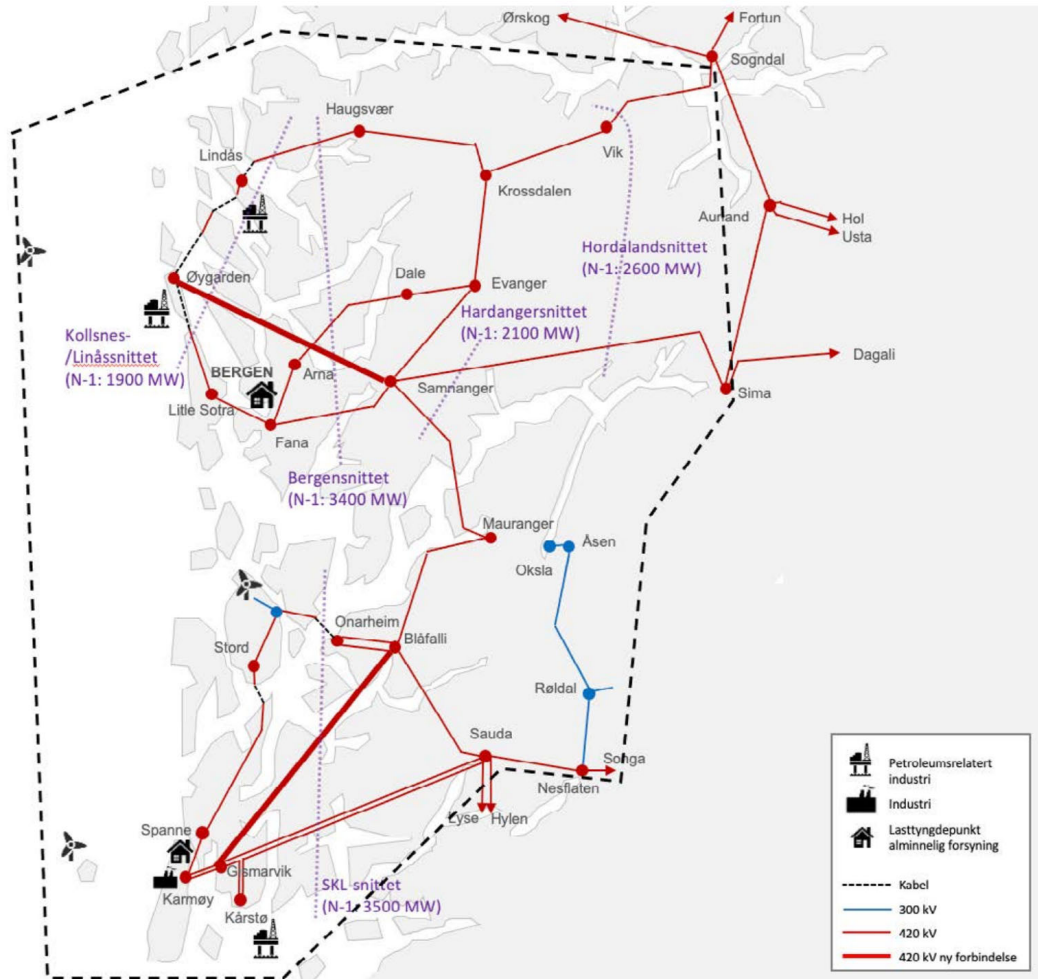 Ørskog
Fortun
Sogndal
Haugsvær
Lindås
Vik
Krossdalen
Aurland
Hol
Usta
Hordalandsnittet
(N-1: 2600 MW)
Øygarden
Dale
Evanger
Hardangersnittet
(N-1: 2100 MW)
Kollsnes-
/Linåssnittet
(N-1: 1900 MW)
BERGEN
Arna
Samnanger
Dagali
Sima
Litle Sotra
Fana
Bergensnittet
(N-1: 3400 MW)
Mauranger
Åsen
Oksla
Onarheim
Blåfalli
Stord
Røldal
Sauda
Songa
Nesflaten
Lyse
Hylen
Spanne
Gismarvik
Karmøy
Kårstø
SKL snittet
(N-1: 3500 MW)
Petroleumsrelatert
industri
Industri
Lasttyngdepunkt
alminnelig forsyning
Kabel
300 kV
420 kV
420 kV ny forbindelse